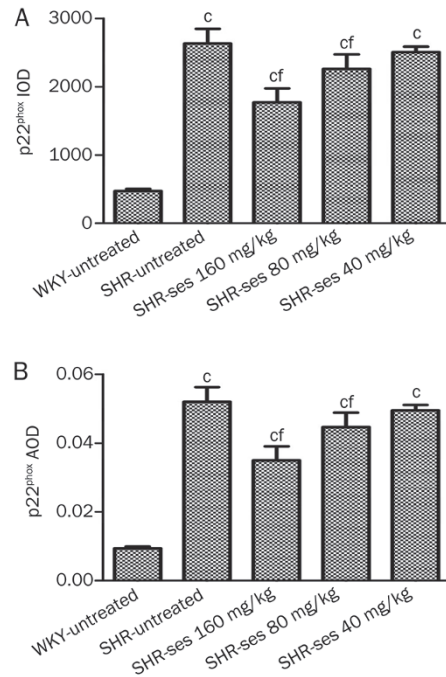 A
3000
2000
1000
0
p22phox IOD
c
cf
cf
c
WKY-untreated
SHR-untreated
SHR-ses 160 mg/kg
SHR-ses 80 mg/kg
SHR-ses 40 mg/kg
B
0.06
0.04
0.02
0.00
p22phox AOD
c
cf
cf
c
WKY-untreated
SHR-untreated
SHR-ses 160 mg/kg
SHR-ses 80 mg/kg
SHR-ses 40 mg/kg